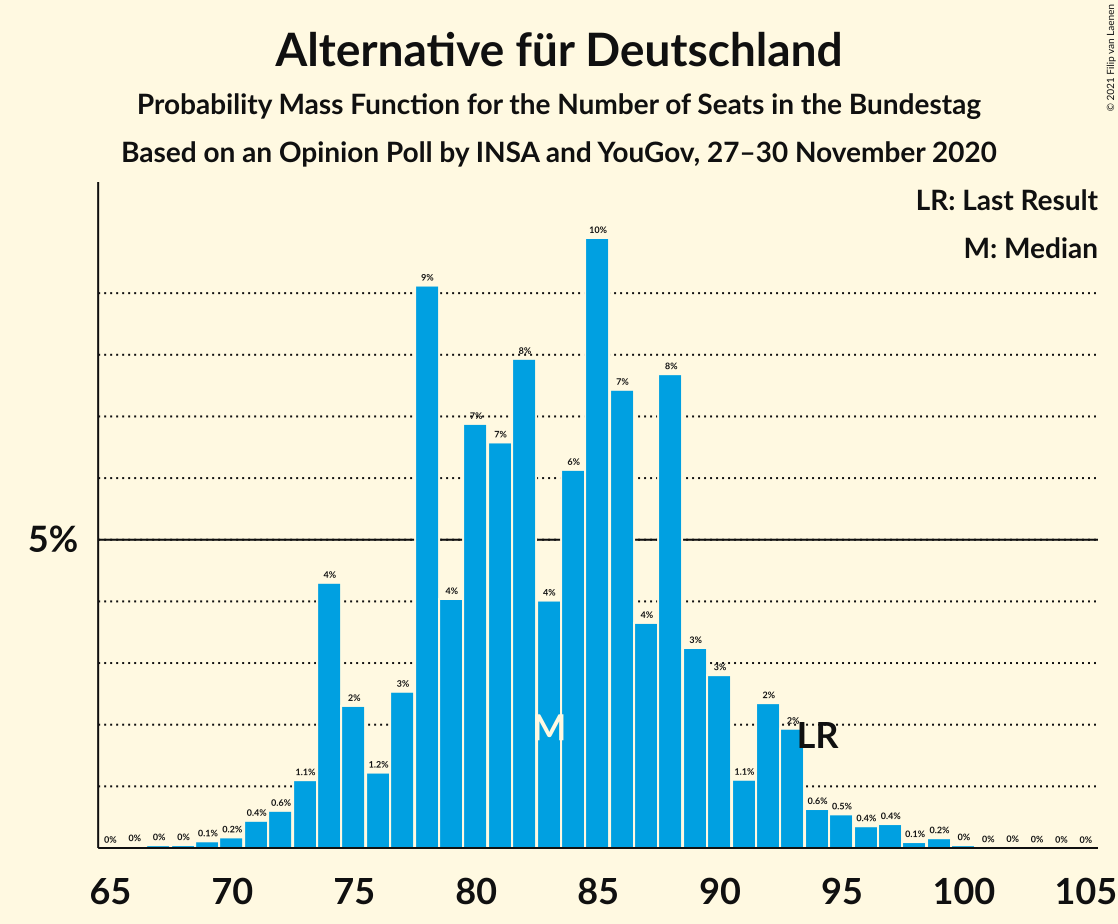 Alternative für Deutschland
Probability Mass Function for the Number of Seats in the Bundestag
Based on an Opinion Poll by INSA and YouGov, 27–30 November 2020
© 2021 Filip van Laenen
LR: Last Result
M: Median
5%
0% 0% 0% 0% 0.1% 0.2% 0.4% 0.6% 1.1% 4% 2% 1.2% 3% 9% 4% 7% 7% 8% 4% 6% 10% 7% 4% 8% 3% 3% 1.1% 2% 2% 0.6% 0.5% 0.4% 0.4% 0.1% 0.2% 0% 0% 0% 0% 0% 0%
M LR
65 70 75 80 85 90 95 100 105